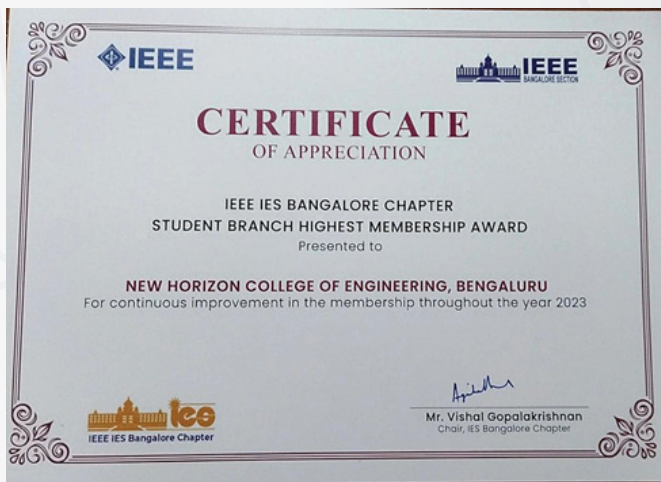 IEEE
IEEE
BANGALORE SECTION
CERTIFICATE
OF APPRECIATION
IEEE IES BANGALORE CHAPTER
STUDENT BRANCH HIGHEST MEMBERSHIP AWARD
Presented to
NEW HORIZON COLLEGE OF ENGINEERING, BENGALURU
For continuous improvement in the membership throughout the year 2023
ies
IEEE IES Bangalore Chapter
Mr. Vishal Gopalakrishnan
Chair, IES Bangalore Chapter